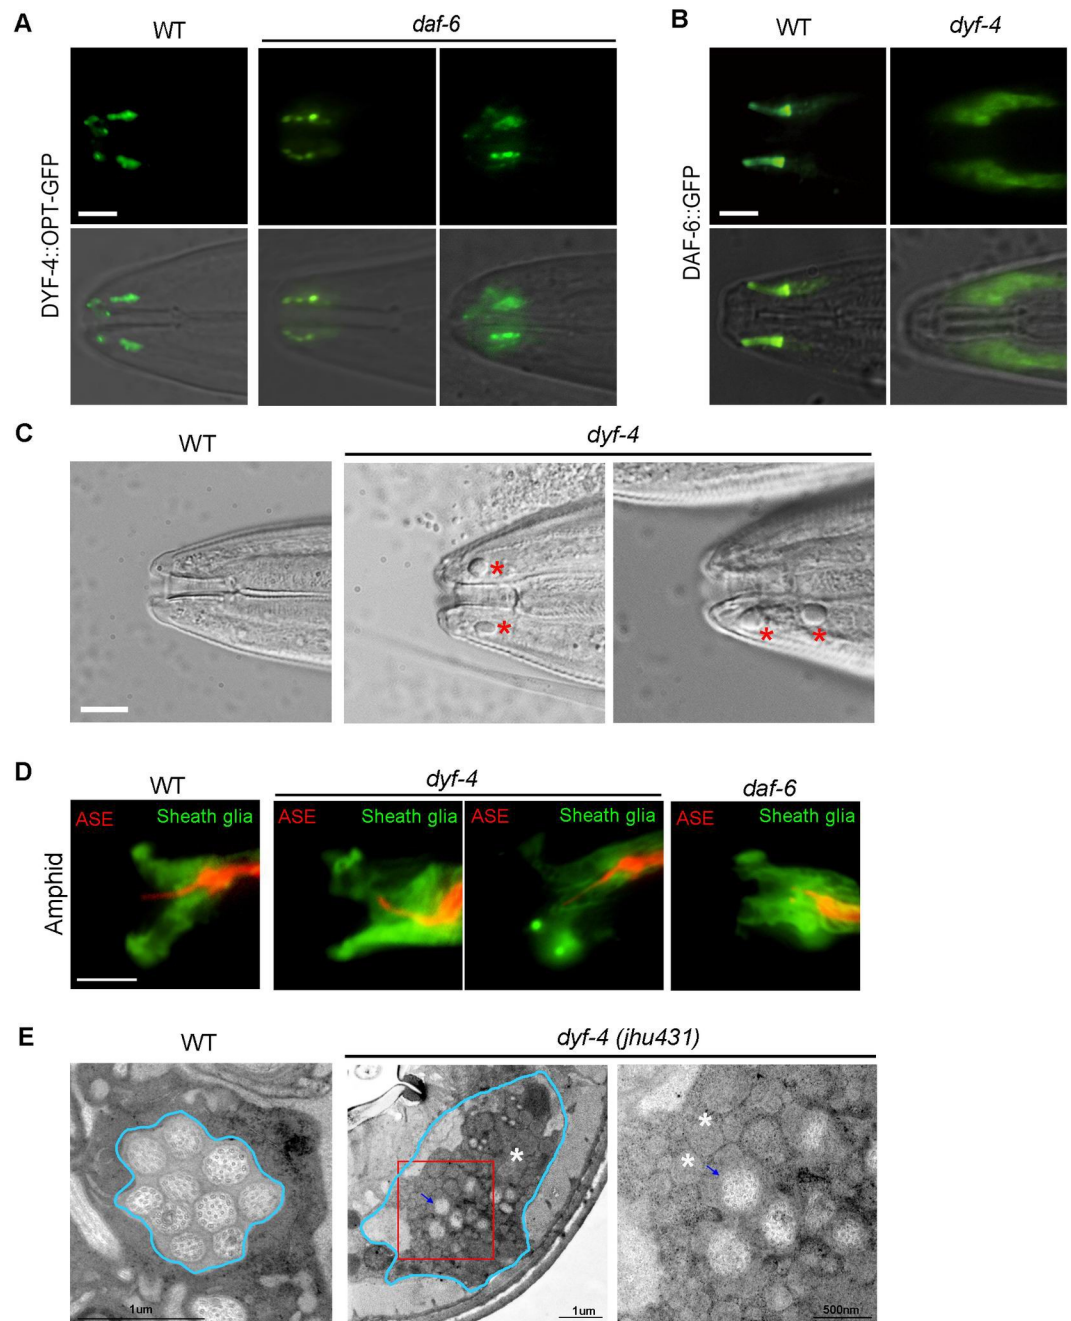 A
WT
daf-6
DYF-4::OPT-GFP
B
WT
dyf-4
DAF-6::GFP
C
WT
dyf-4
*
*
*
*
D
WT
dyf-4
daf-6
Amphid
ASE Sheath glia
ASE Sheath glia
ASE Sheath glia
ASE Sheath glia
E
WT
dyf-4 (jhu431)
*
*
*
1um
1um
500nm